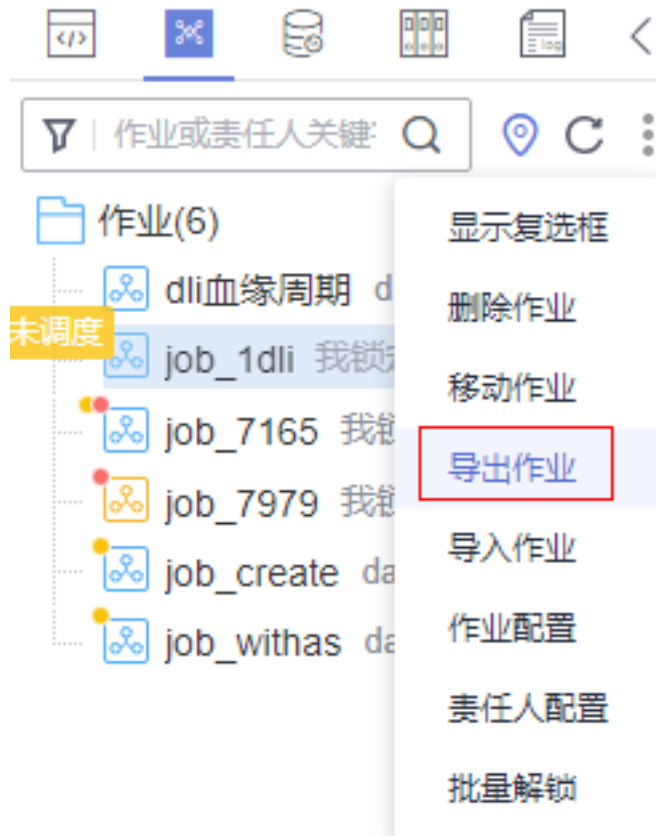 </>
log
作业或责任人关键
作业(6)
dli血缘周期 d
未调度
job_1dli 我锁
job_7165 我
job_7979 我
job_create da
job_withas da
显示复选框
删除作业
移动作业
导出作业
导入作业
作业配置
责任人配置
批量解锁